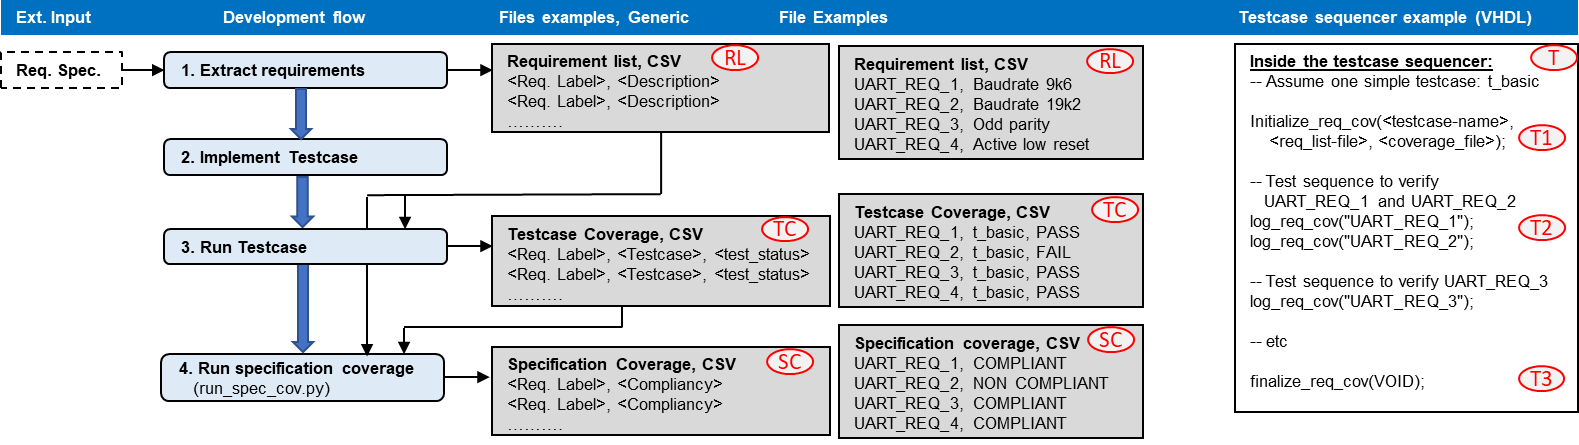 Ext. Input
Development flow
Files examples, Generic
File Examples
Testcase sequencer example (VHDL)
Req. Spec.
1. Extract requirements
2. Implement Testcase
3. Run Testcase
4. Run specification coverage
(run_spec_cov.py)
Requirement list, CSV
RL
<Req. Label>, <Description>
<Req. Label>, <Description>
……….
Testcase Coverage, CSV
TC
<Req. Label>, <Testcase>, <test_status>
<Req. Label>, <Testcase>, <test_status>
……….
Specification Coverage, CSV
SC
<Req. Label>, <Compliancy>
<Req. Label>, <Compliancy>
……….
Requirement list, CSV
RL
UART_REQ_1, Baudrate 9k6
UART_REQ_2, Baudrate 19k2
UART_REQ_3, Odd parity
UART_REQ_4, Active low reset
Testcase Coverage, CSV
TC
UART_REQ_1, t_basic, PASS
UART_REQ_2, t_basic, FAIL
UART_REQ_3, t_basic, PASS
UART_REQ_4, t_basic, PASS
Specification coverage, CSV
SC
UART_REQ_1, COMPLIANT
UART_REQ_2, NON COMPLIANT
UART_REQ_3, COMPLIANT
UART_REQ_4, COMPLIANT
Inside the testcase sequencer:
T
-- Assume one simple testcase: t_basic
Initialize_req_cov(<testcase-name>,
<req_list-file>, <coverage_file>);
T1
-- Test sequence to verify
UART_REQ_1 and UART_REQ_2
log_req_cov("UART_REQ_1");
T2
log_req_cov("UART_REQ_2");
-- Test sequence to verify UART_REQ_3
log_req_cov("UART_REQ_3");
-- etc
finalize_req_cov(VOID);
T3